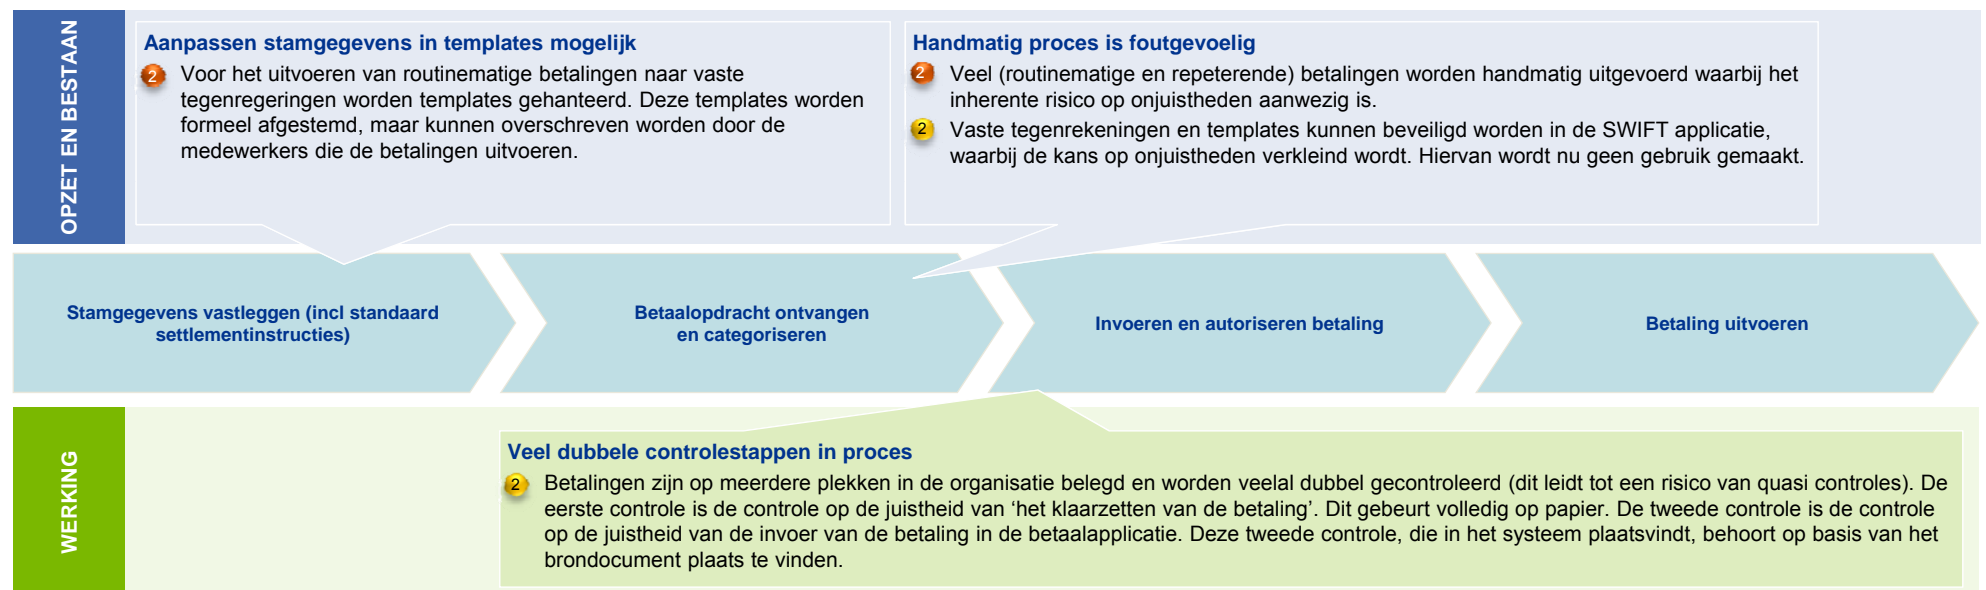 OPZET EN BESTAAN
Aanpassen stamgegevens in templates mogelijk
2 Voor het uitvoeren van routinematige betalingen naar vaste
tegenregeringen worden templates gehanteerd. Deze templates worden
formeel afgestemd, maar kunnen overschreven worden door de
medewerkers die de betalingen uitvoeren.
Handmatig proces is foutgevoelig
2 Veel (routinematige en repeterende) betalingen worden handmatig uitgevoerd waarbij het
inherente risico op onjuistheden aanwezig is.
2 Vaste tegenrekeningen en templates kunnen beveiligd worden in de SWIFT applicatie,
waarbij de kans op onjuistheden verkleind wordt. Hiervan wordt nu geen gebruik gemaakt.
Stamgegevens vastleggen (incl standaard
settlementinstructies)
Betaalopdracht ontvangen
en categoriseren
Invoeren en autoriseren betaling
Betaling uitvoeren
WERKING
Veel dubbele controlestappen in proces
2 Betalingen zijn op meerdere plekken in de organisatie belegd en worden veelal dubbel gecontroleerd (dit leidt tot een risico van quasi controles). De
eerste controle is de controle op de juistheid van ‘het klaarzetten van de betaling’. Dit gebeurt volledig op papier. De tweede controle is de controle
op de juistheid van de invoer van de betaling in de betaalapplicatie. Deze tweede controle, die in het systeem plaatsvindt, behoort op basis van het
brondocument plaats te vinden.